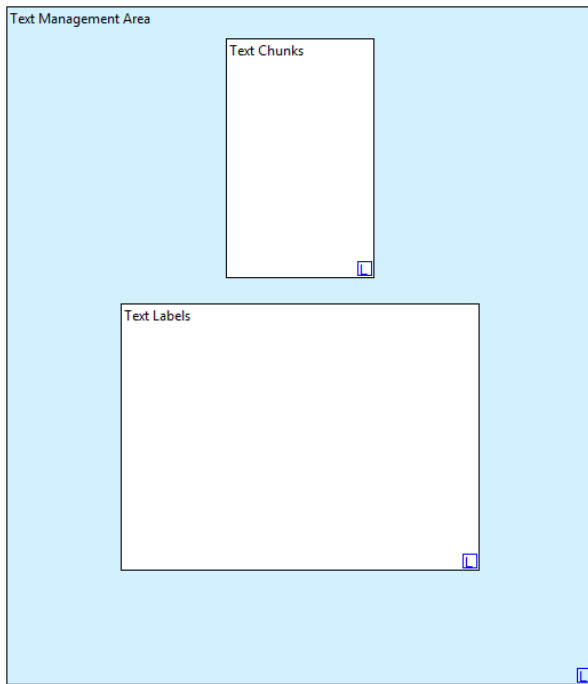 Text Management Area
Text Chunks
L
Text Labels
L
L